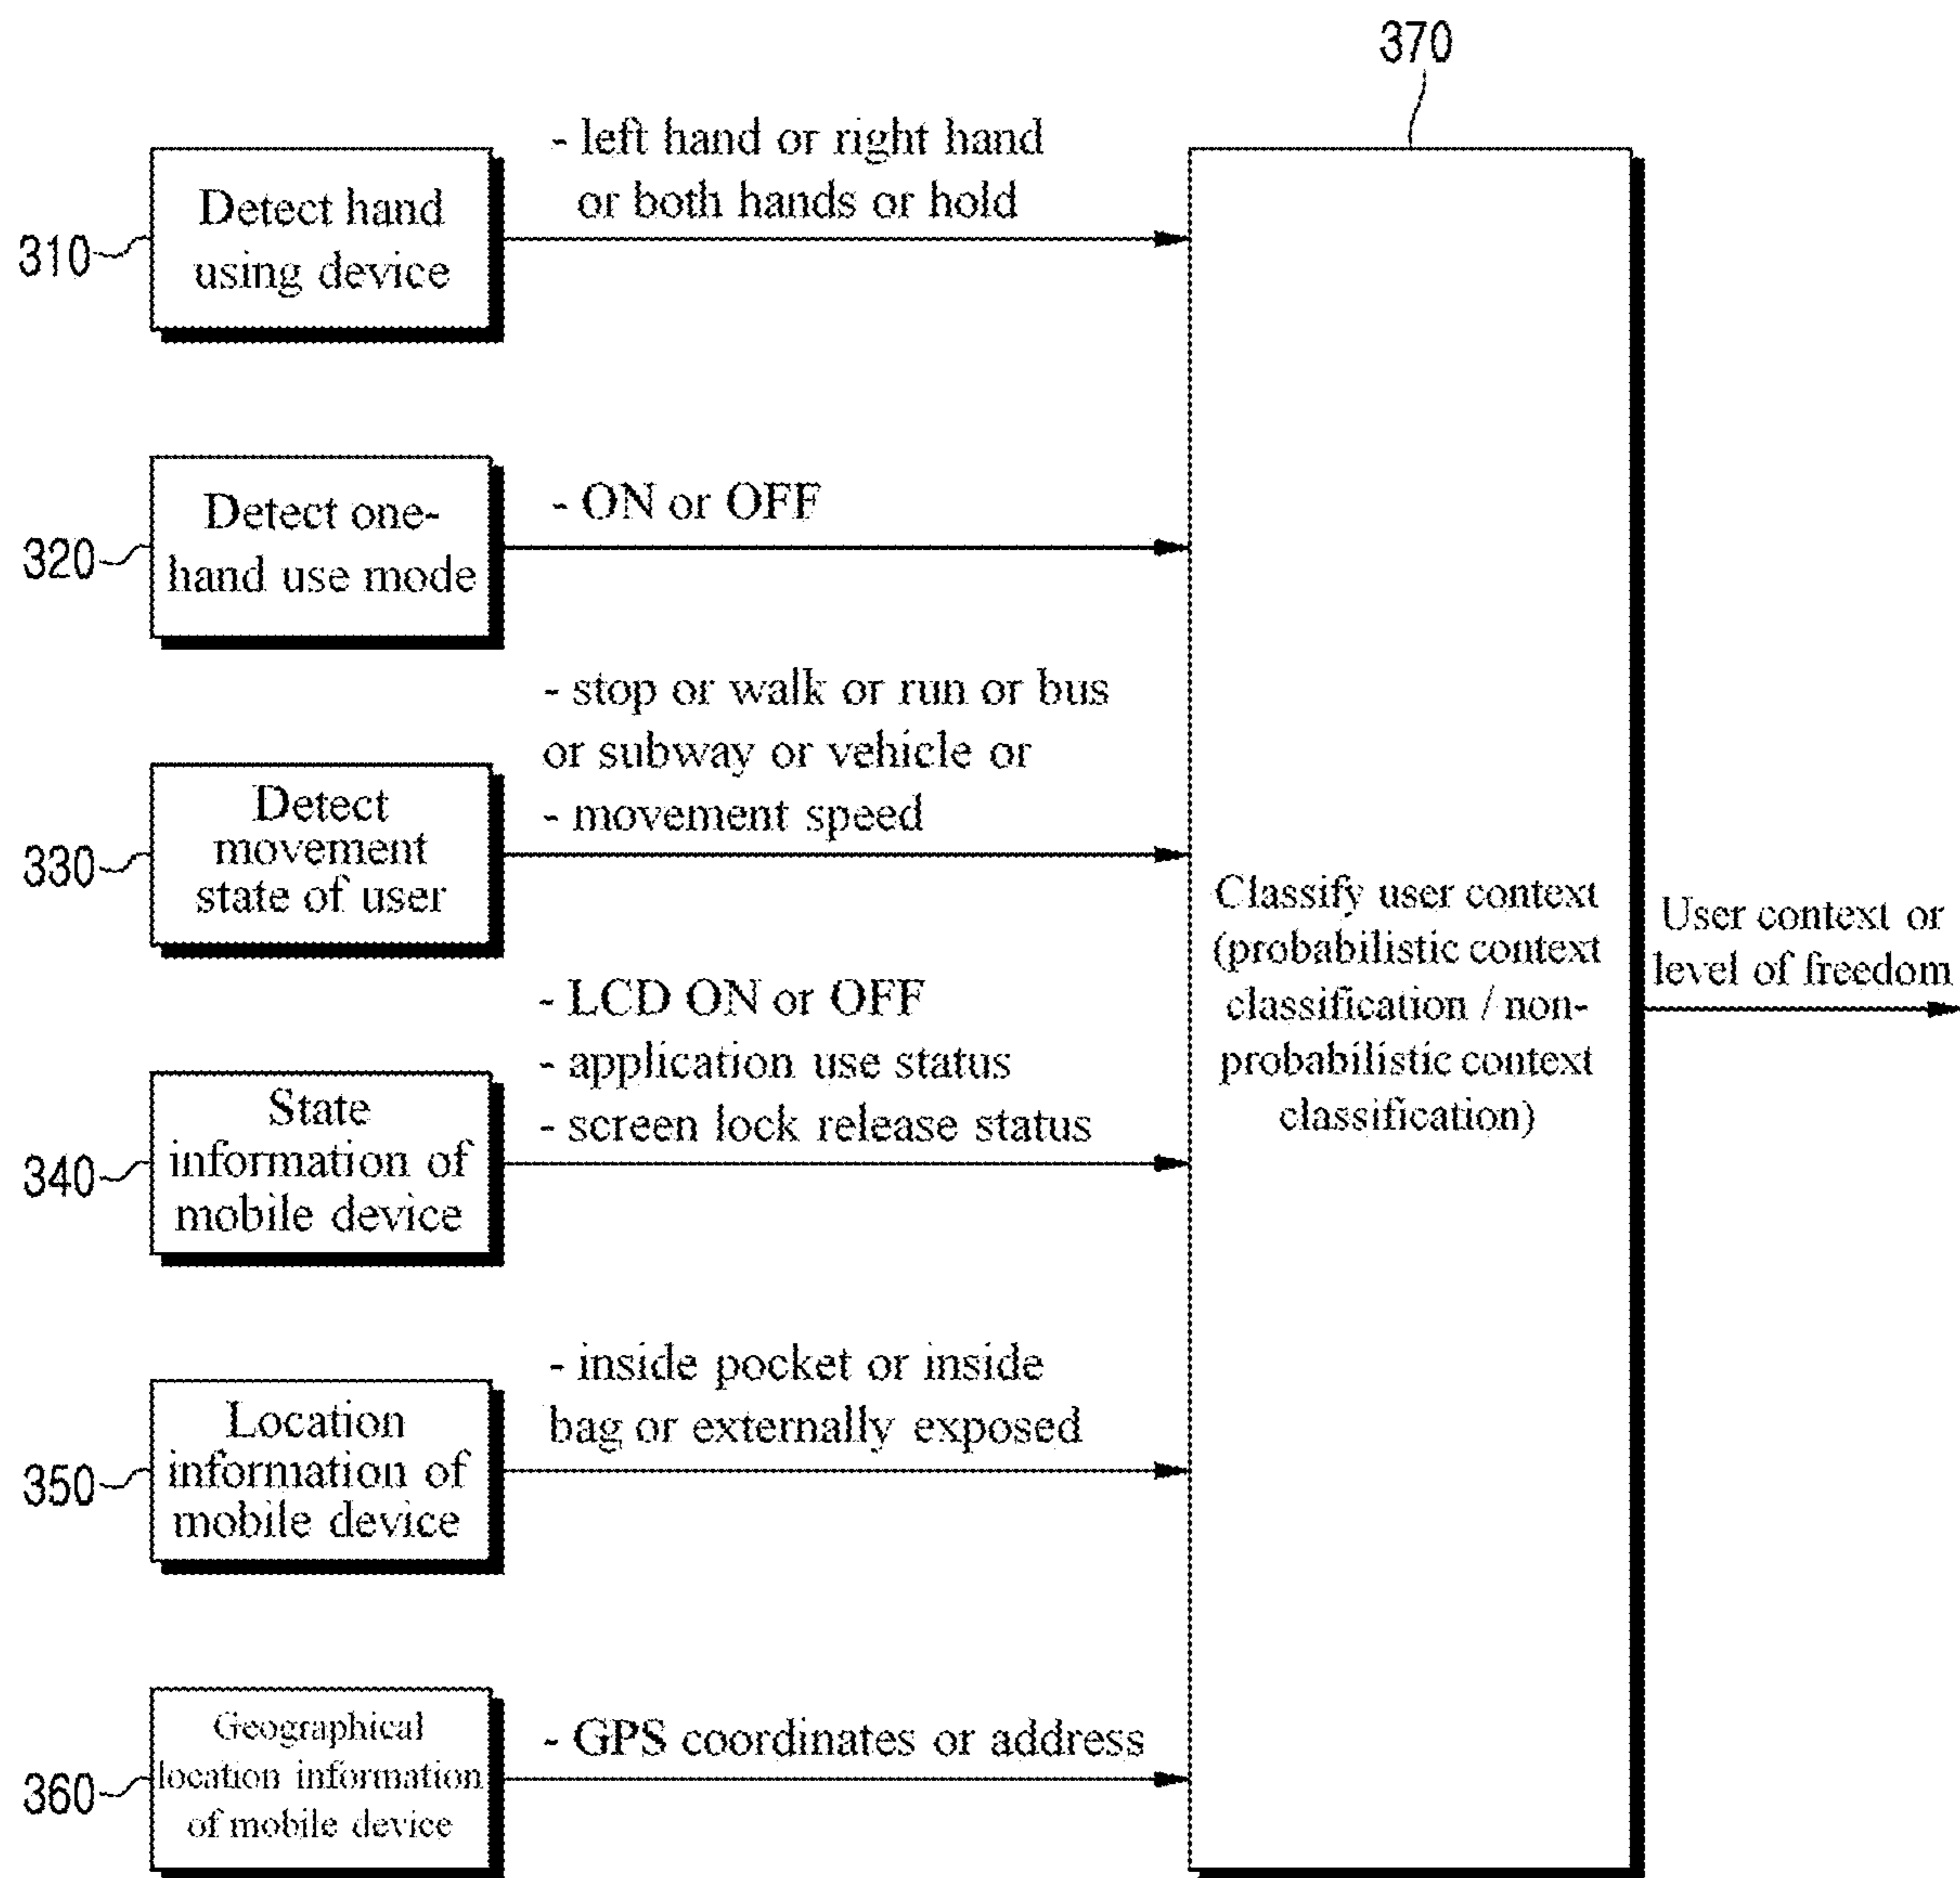 370
310
Detect hand
using device
- left hand or right hand
or both hands or hold
320
Detect one-
hand use mode
- ON or OFF
330
Detect
movement
state of user
- stop or walk or run or bus
or subway or vehicle or
- movement speed
340
State
information of
mobile device
- LCD ON or OFF
- application use status
- screen lock release status
350
Location
information of
mobile device
- inside pocket or inside
bag or externally exposed
360
Geographical
location information
of mobile device
- GPS coordinates or address
Classify user context
(probabilistic context
classification / non-
probabilistic context
classification)
User context or
level of freedom